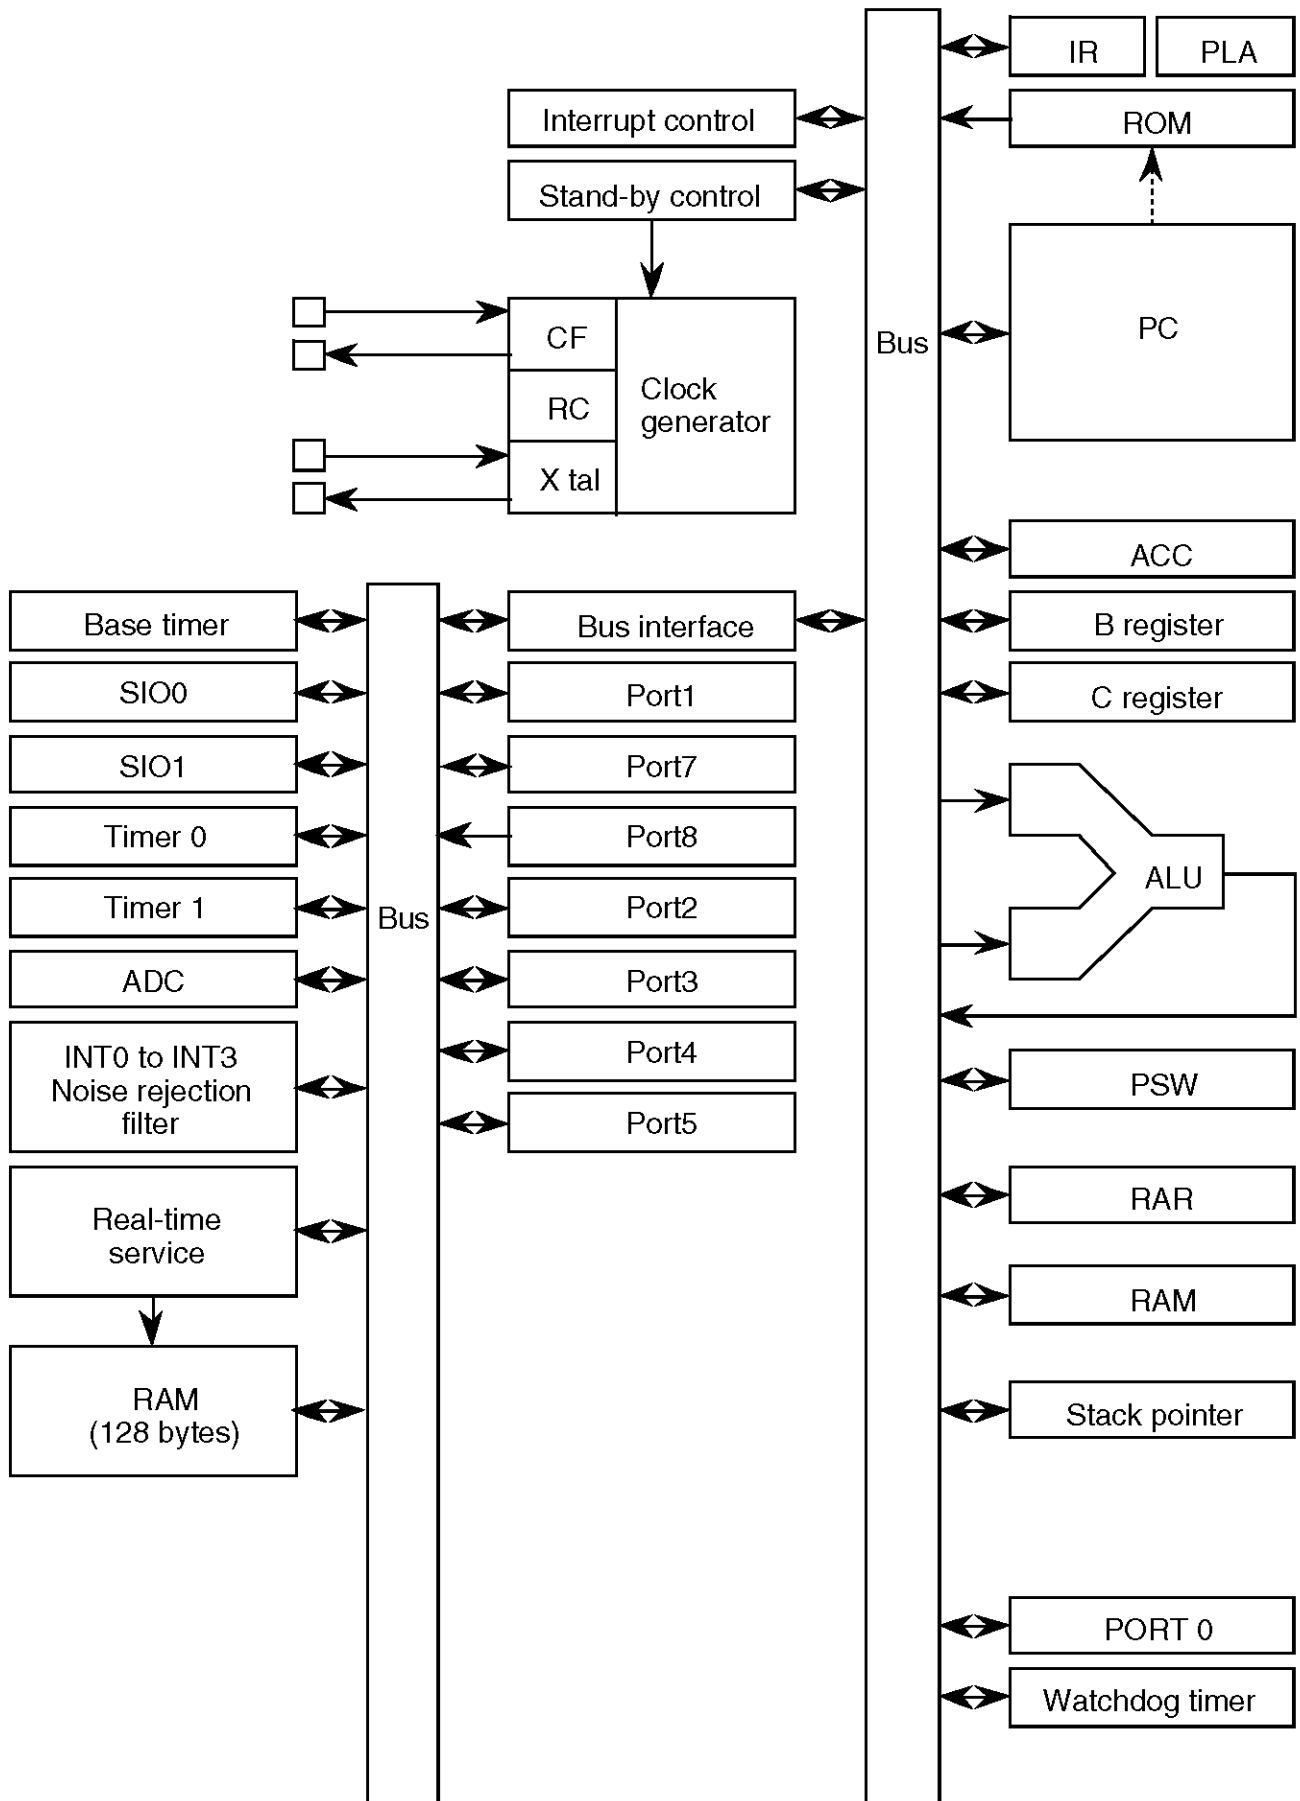 IR
PLA
Interrupt control
ROM
Stand-by control
CF
RC
X tal
Clock
generator
Bus
PC
ACC
Base timer
Bus interface
B register
SIO0
Port1
C register
SIO1
Port7
Timer 0
Port8
ALU
Timer 1
Bus
Port2
ADC
Port3
INT0 to INT3
Noise rejection
filter
Port4
PSW
Port5
Real-time
service
RAR
RAM
RAM
(128 bytes)
Stack pointer
PORT 0
Watchdog timer